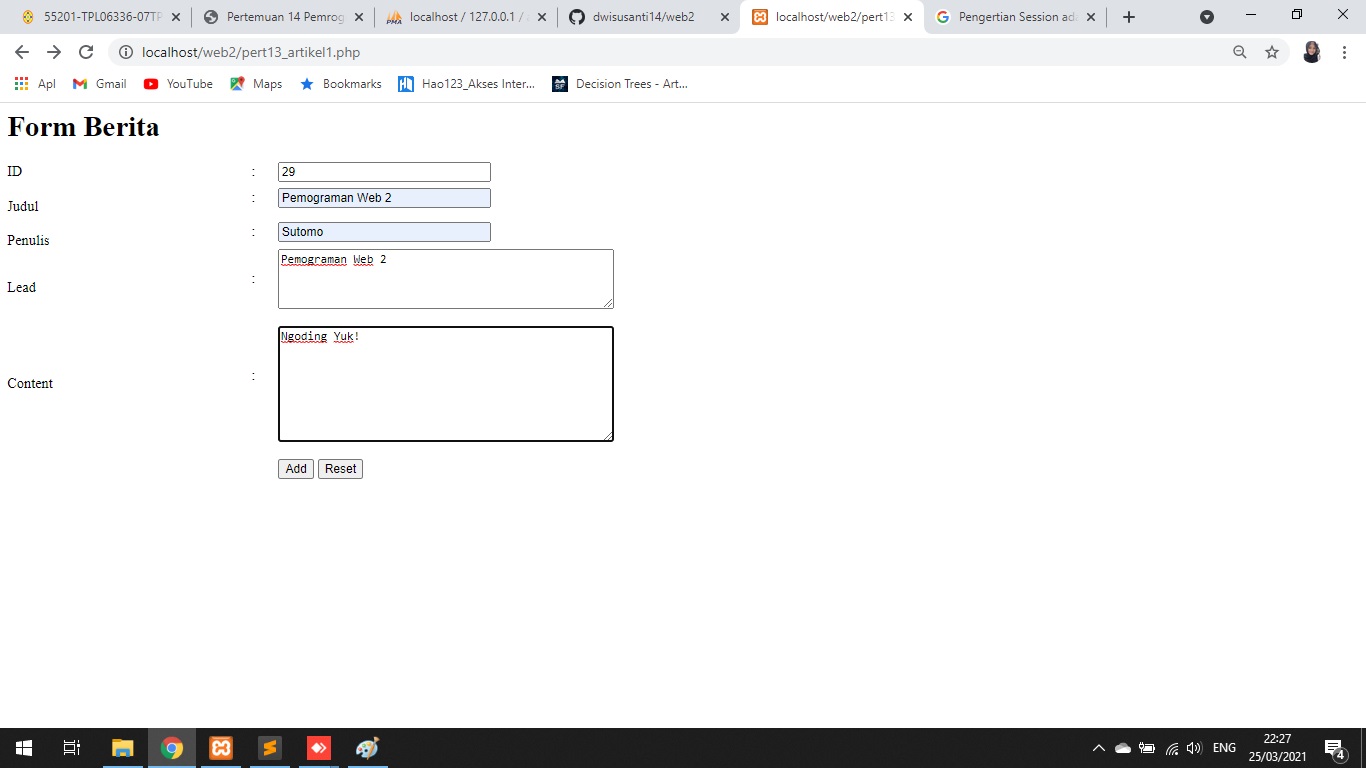 55201-TPL06336-07TP
Pertemuan 14 Pemrog
localhost / 127.0.0.1 /
dwisusanti14/web2
localhost/web2/pert13
Pengertian Session ad
localhost/web2/pert13_artikel1.php
Apl
Gmail
YouTube
Maps
Bookmarks
Hao123_Akses Inter...
Decision Trees - Art...
Form Berita
ID : 29
Judul : Pemograman Web 2
Penulis : Sutomo
Lead : Pemograman Web 2
Content : Ngoding Yuk!
Add Reset
ENG
22:27
25/03/2021
4